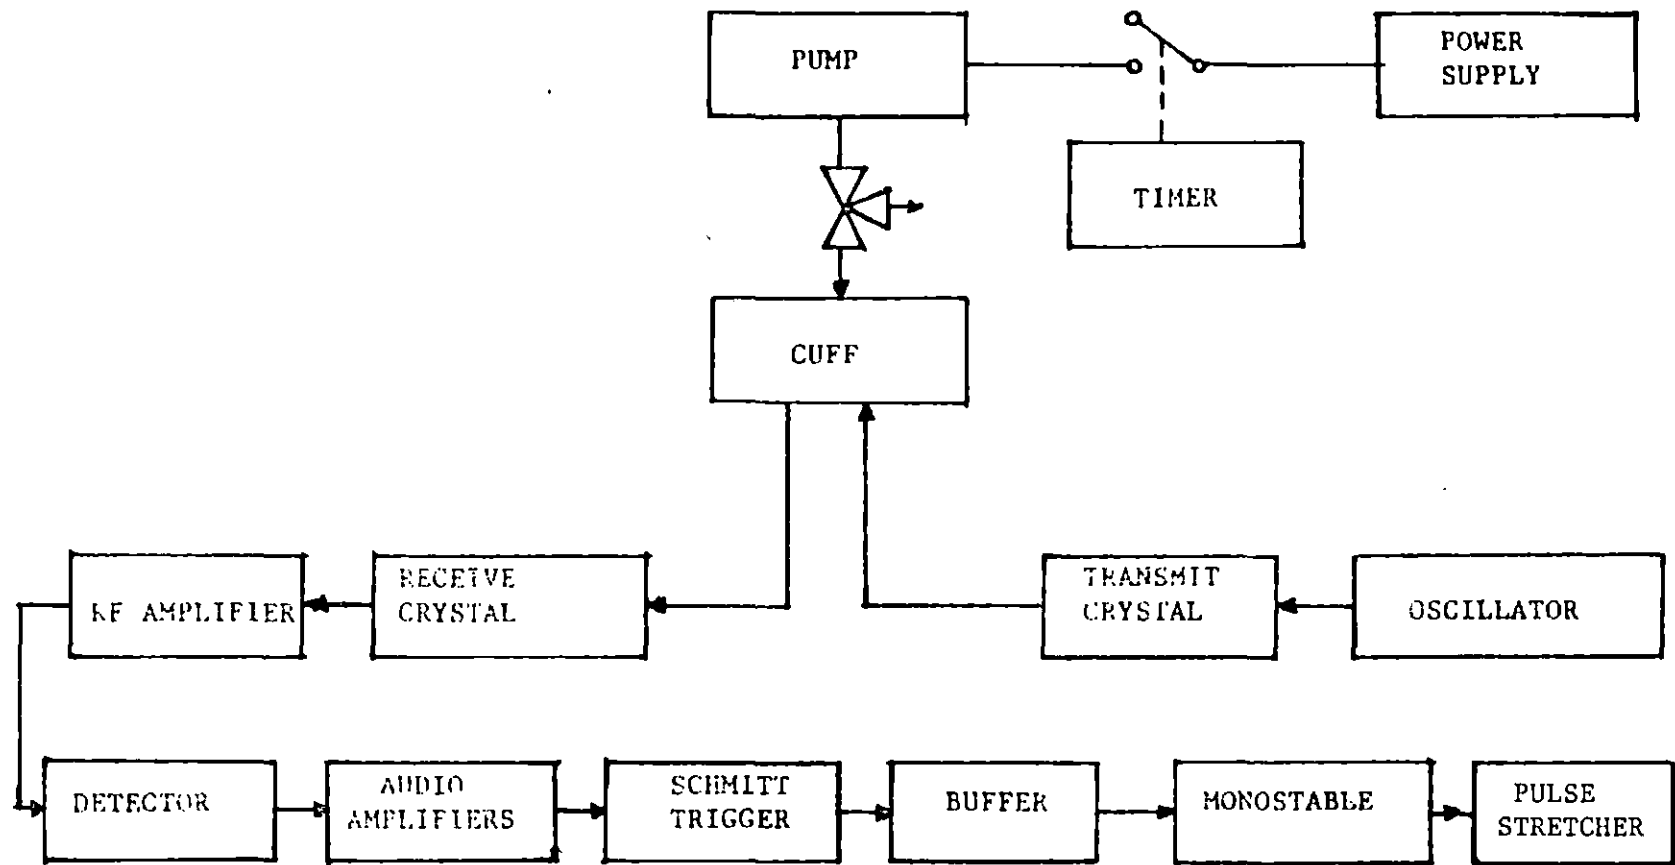 PUMP
POWER
SUPPLY
TIMER
CUFF
RF AMPLIFIER
RECEIVE
CRYSTAL
TRANSMIT
CRYSTAL
OSCILLATOR
DETECTOR
AUDIO
AMPLIFIERS
SCHMITT
TRIGGER
BUFFER
MONOSTABLE
PULSE
STRETCHER